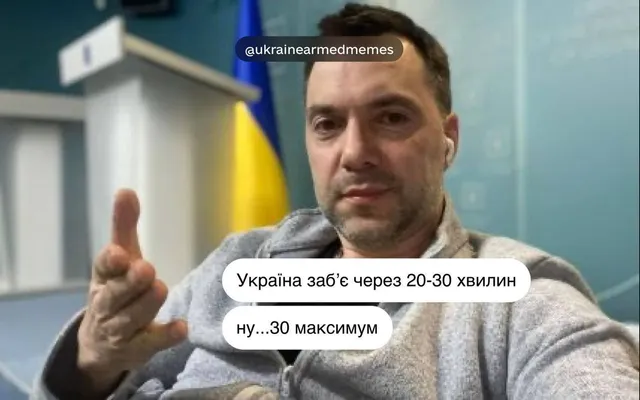 @ukrainearmedmemes
Україна заб’є через 20-30 хвилин
ну...30 максимум